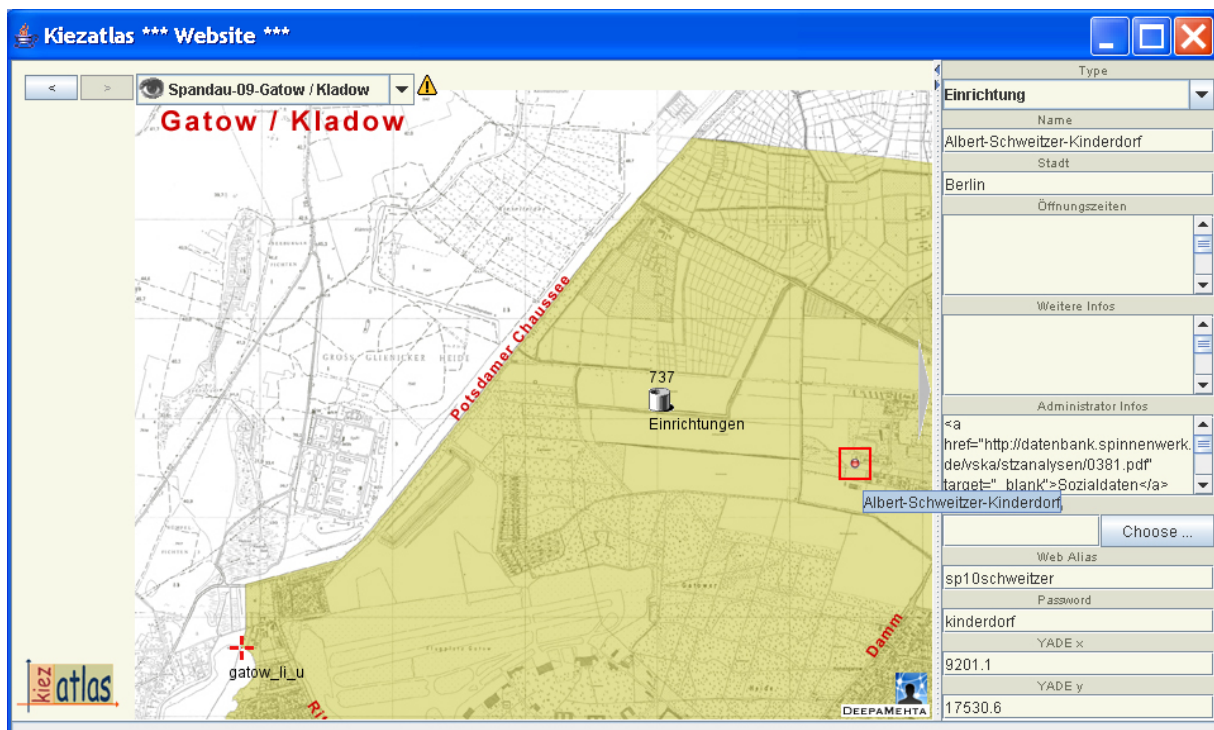 Kiezatlas *** Website ***
<
>
Spandau-09-Gatow / Kladow
Gatow / Kladow
Potsdamer Chaussee
GROSS GLIENICKER HEIDE
737
Einrichtungen
Albert-Schweitzer-Kinderdorf
gatow_li_u
Damm
kiez atlas
DEEPAMEHTA
Type
Einrichtung
Name
Albert-Schweitzer-Kinderdorf
Stadt
Berlin
Öffnungszeiten
Weitere Infos
Administrator Infos
<a
href="http://datenbank.spinnenwerk.
de/vska/stzanalysen/0381.pdf"
target="_blank">Sozialdaten</a>
Choose ...
Web Alias
sp10schweitzer
Password
kinderdorf
YADE x
9201.1
YADE y
17530.6